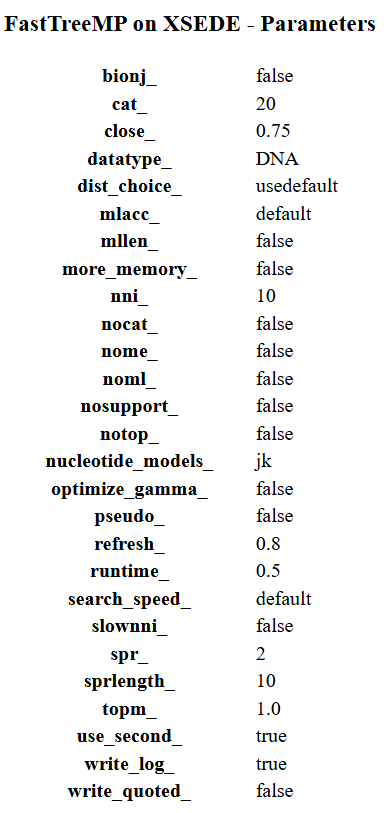 FastTreeMP on XSEDE - Parameters
bionj_ false
cat_ 20
close_ 0.75
datatype_ DNA
dist_choice_ usedefault
mlacc_ default
mllen_ false
more_memory_ false
nni_ 10
nocat_ false
nome_ false
noml_ false
nosupport_ false
notop_ false
nucleotide_models_ jk
optimize_gamma_ false
pseudo_ false
refresh_ 0.8
runtime_ 0.5
search_speed_ default
slownni_ false
spr_ 2
sprlength_ 10
topm_ 1.0
use_second_ true
write_log_ true
write_quoted_ false